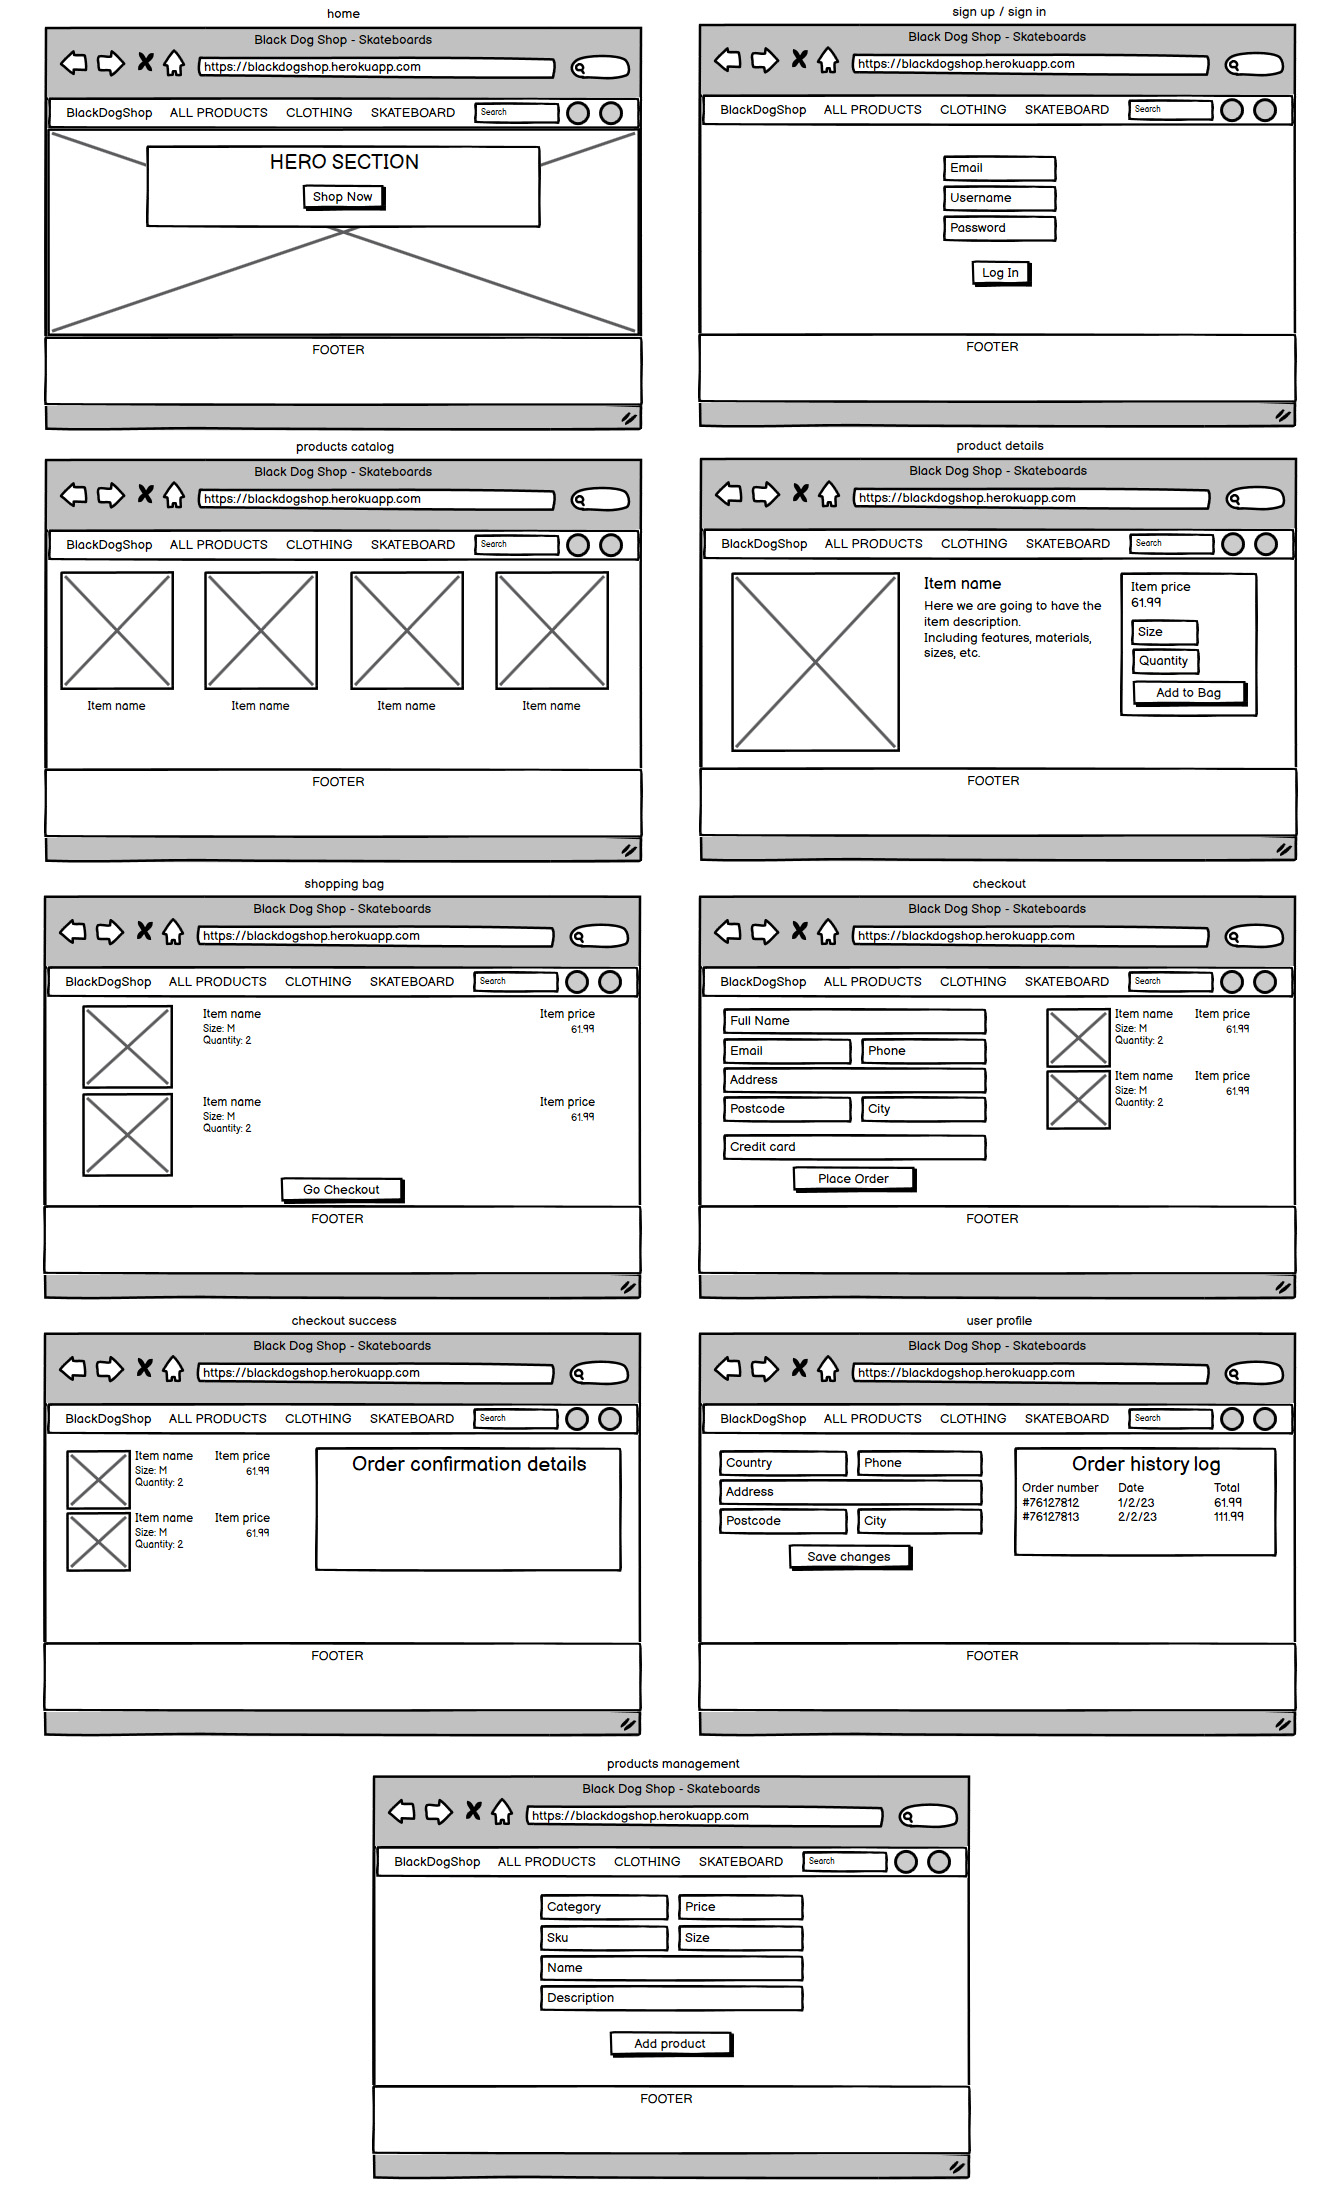 home
Black Dog Shop - Skateboards
https://blackdogshop.herokuapp.com
BlackDogShop ALL PRODUCTS CLOTHING SKATEBOARD Search
HERO SECTION
Shop Now
FOOTER
sign up / sign in
Black Dog Shop - Skateboards
https://blackdogshop.herokuapp.com
BlackDogShop ALL PRODUCTS CLOTHING SKATEBOARD Search
Email
Username
Password
Log In
FOOTER
products catalog
Black Dog Shop - Skateboards
https://blackdogshop.herokuapp.com
BlackDogShop ALL PRODUCTS CLOTHING SKATEBOARD Search
Item name Item name Item name Item name
FOOTER
product details
Black Dog Shop - Skateboards
https://blackdogshop.herokuapp.com
BlackDogShop ALL PRODUCTS CLOTHING SKATEBOARD Search
Item name
Here we are going to have the
item description.
Including features, materials,
sizes, etc.
Item price
61.99
Size
Quantity
Add to Bag
FOOTER
shopping bag
Black Dog Shop - Skateboards
https://blackdogshop.herokuapp.com
BlackDogShop ALL PRODUCTS CLOTHING SKATEBOARD Search
Item name Item price
Size: M 61.99
Quantity: 2
Item name Item price
Size: M 61.99
Quantity: 2
Go Checkout
FOOTER
checkout
Black Dog Shop - Skateboards
https://blackdogshop.herokuapp.com
BlackDogShop ALL PRODUCTS CLOTHING SKATEBOARD Search
Full Name
Email Phone
Address
Postcode City
Credit card
Place Order
Item name Item price
Size: M 61.99
Quantity: 2
Item name Item price
Size: M 61.99
Quantity: 2
FOOTER
checkout success
Black Dog Shop - Skateboards
https://blackdogshop.herokuapp.com
BlackDogShop ALL PRODUCTS CLOTHING SKATEBOARD Search
Item name Item price
Size: M 61.99
Quantity: 2
Item name Item price
Size: M 61.99
Quantity: 2
Order confirmation details
FOOTER
user profile
Black Dog Shop - Skateboards
https://blackdogshop.herokuapp.com
BlackDogShop ALL PRODUCTS CLOTHING SKATEBOARD Search
Country Phone
Address
Postcode City
Save changes
Order history log
Order number Date Total
#76127812 1/2/23 61.99
#76127813 2/2/23 111.99
FOOTER
products management
Black Dog Shop - Skateboards
https://blackdogshop.herokuapp.com
BlackDogShop ALL PRODUCTS CLOTHING SKATEBOARD Search
Category Price
Sku Size
Name
Description
Add product
FOOTER